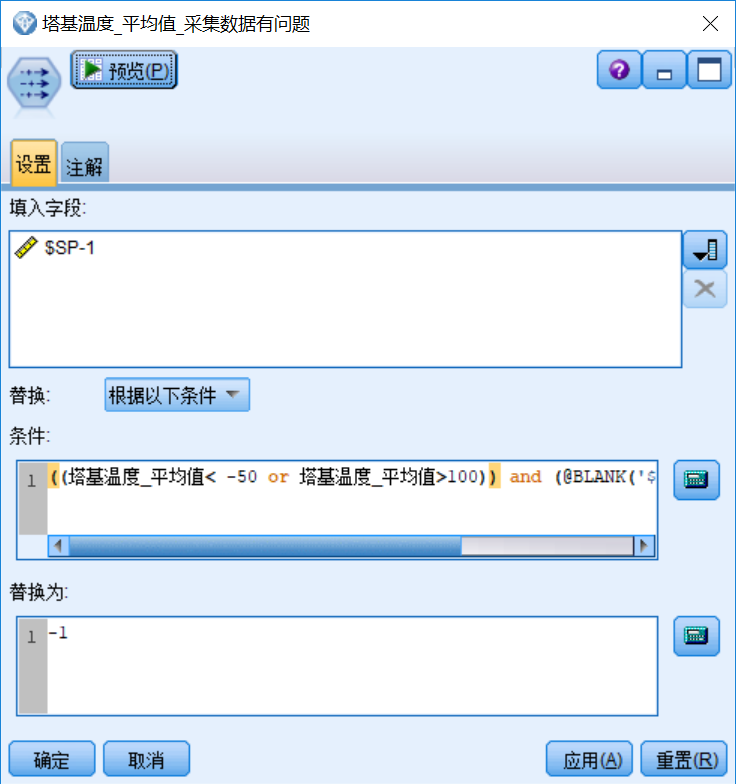 塔基温度_平均值_采集数据有问题
预览(P)
设置 注解
填入字段:
$SP-1
替换: 根据以下条件
条件:
1 ((塔基温度_平均值< -50 or 塔基温度_平均值>100)) and (@BLANK('$
替换为:
1 -1
确定 取消 应用(A) 重置(R)